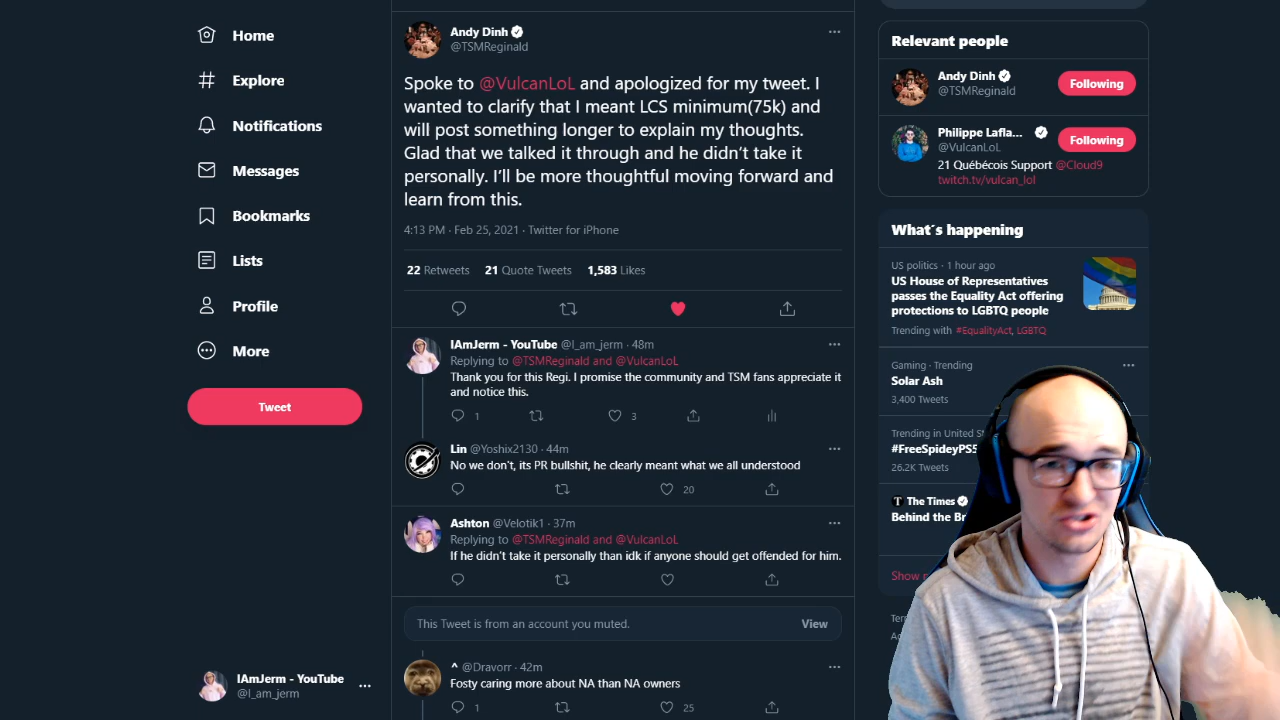 Home
Explore
Notifications
Messages
Bookmarks
Lists
Profile
More
Tweet
IAmJerm - YouTube
@I_am_jerm
Andy Dinh
@TSMReginald
Spoke to @VulcanLoL and apologized for my tweet. I
wanted to clarify that I meant LCS minimum(75k) and
will post something longer to explain my thoughts.
Glad that we talked it through and he didn't take it
personally. I'll be more thoughtful moving forward and
learn from this.
4:13 PM · Feb 25, 2021 · Twitter for iPhone
22 Retweets 21 Quote Tweets 1,583 Likes
IAmJerm - YouTube @I_am_jerm · 48m
Replying to @TSMReginald and @VulcanLoL
Thank you for this Regi. I promise the community and TSM fans appreciate it
and notice this.
1 3
Lin @Yoshix2130 · 44m
No we don't, its PR bullshit, he clearly meant what we all understood
20
Ashton @Velotik1 · 37m
Replying to @TSMReginald and @VulcanLoL
If he didn't take it personally than idk if anyone should get offended for him.
This Tweet is from an account you muted.
View
^ @Dravorr · 42m
Fosty caring more about NA than NA owners
1 25
Relevant people
Andy Dinh
@TSMReginald
Following
Philippe Lafla...
@VulcanLoL
Following
21 Québécois Support @Cloud9
twitch.tv/vulcan_lol
What's happening
US politics · 1 hour ago
US House of Representatives
passes the Equality Act offering
protections to LGBTQ people
Trending with #EqualityAct, LGBTQ
Gaming · Trending
Solar Ash
3,400 Tweets
Trending in United
#FreeSpideyPS5
26.2K Tweets
T The Times
Behind the
Show